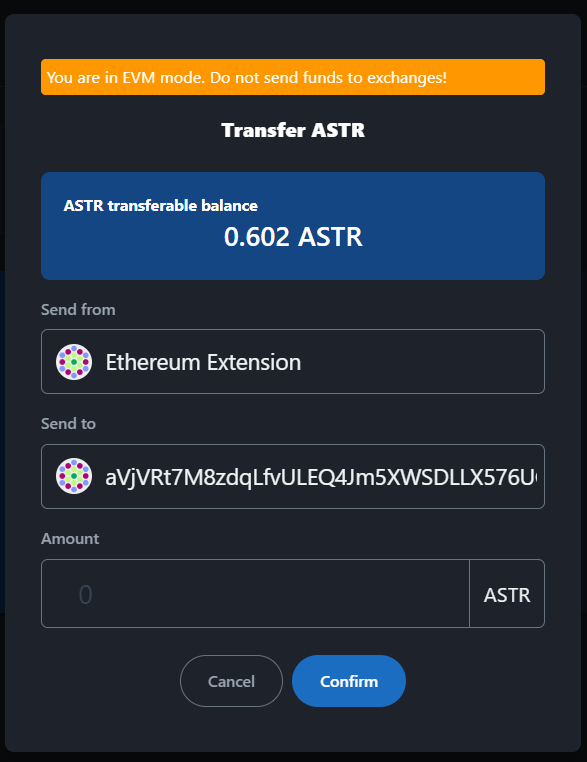 You are in EVM mode. Do not send funds to exchanges!
Transfer ASTR
ASTR transferable balance
0.602 ASTR
Send from
Ethereum Extension
Send to
aVjVRt7M8zdqLfvULEQ4Jm5XWSDLLX576U
Amount
0
ASTR
Cancel
Confirm